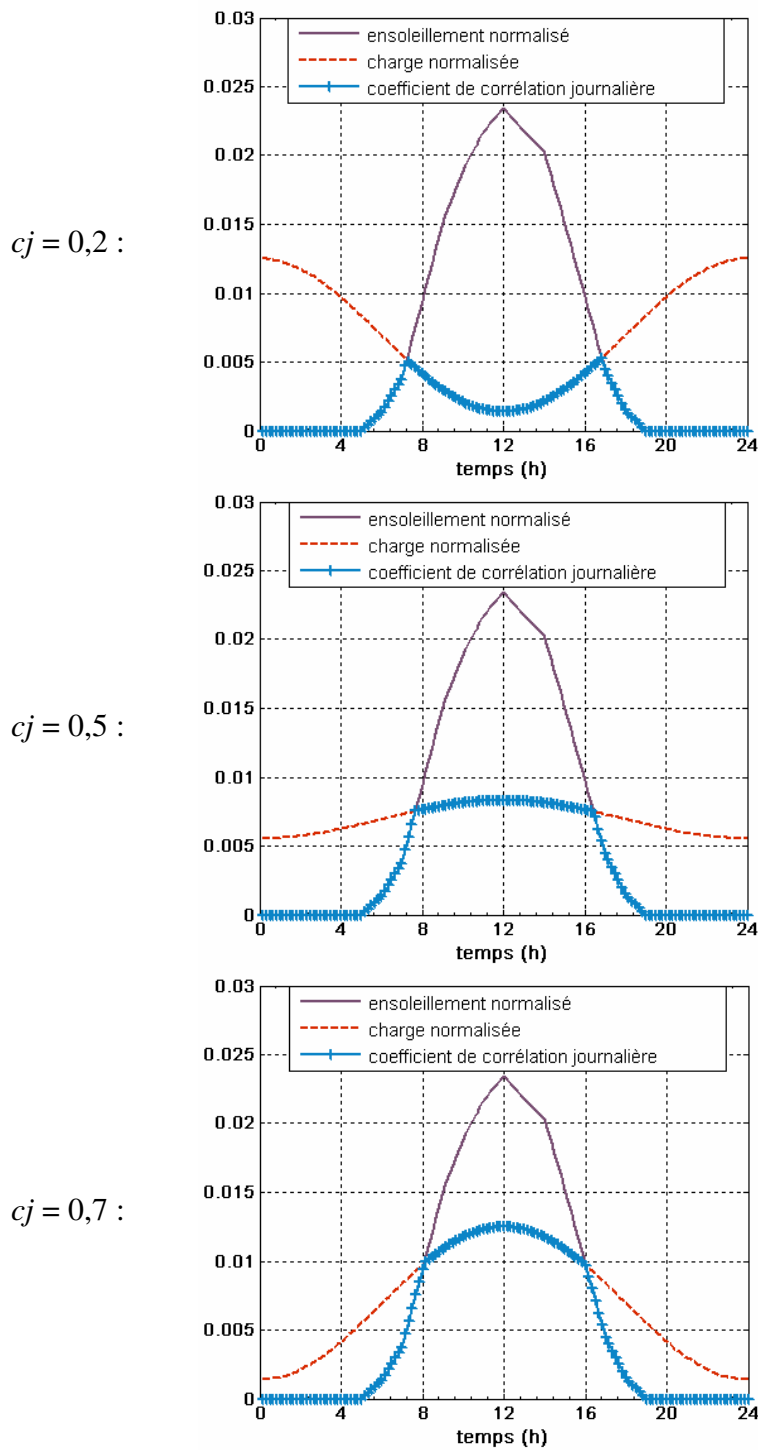 0.03
ensoleillement normalisé
charge normalisée
coefficient de corrélation journalière
0.025
0.02
0.015
cj = 0,2 :
0.01
0.005
0
0 4 8 12 16 20 24
temps (h)
0.03
ensoleillement normalisé
charge normalisée
coefficient de corrélation journalière
0.025
0.02
0.015
cj = 0,5 :
0.01
0.005
0
0 4 8 12 16 20 24
temps (h)
0.03
ensoleillement normalisé
charge normalisée
coefficient de corrélation journalière
0.025
0.02
0.015
cj = 0,7 :
0.01
0.005
0
0 4 8 12 16 20 24
temps (h)